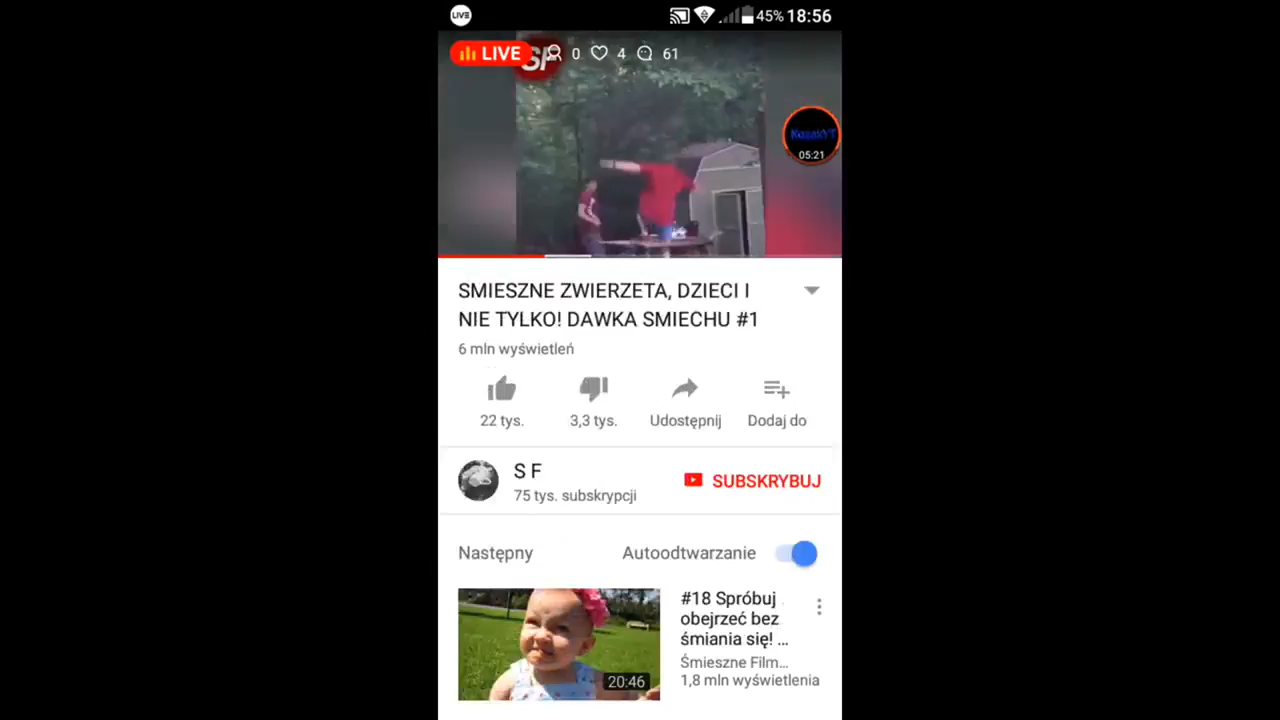 LIVE
45% 18:56
LIVE 0 4 61
SF
05:21
SMIESZNE ZWIERZETA, DZIECI I
NIE TYLKO! DAWKA SMIECHU #1
6 mln wyświetleń
22 tys. 3,3 tys. Udostępnij Dodaj do
S F
75 tys. subskrypcji
SUBSKRYBUJ
Następny Autoodtwarzanie
20:46
#18 Spróbuj
obejrzeć bez
śmiania się! ...
Śmieszne Film...
1,8 mln wyświetlenia